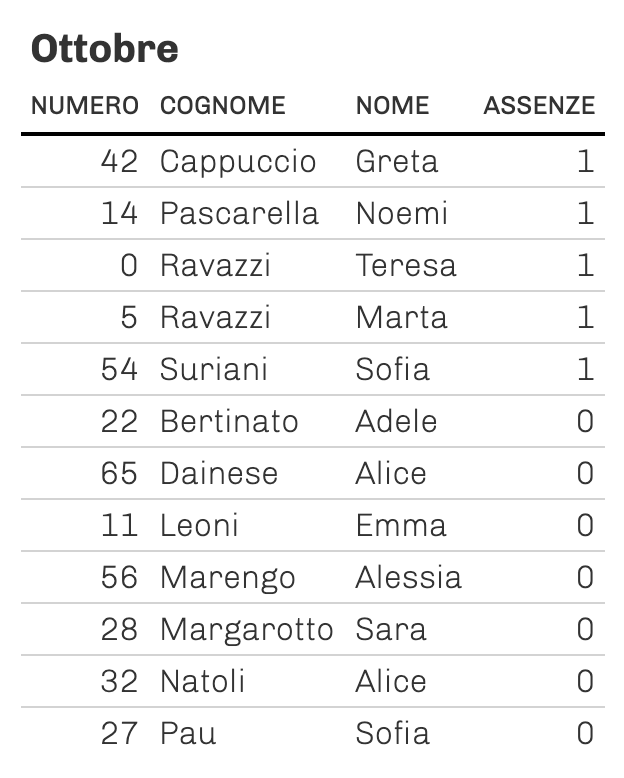 Ottobre
NUMERO COGNOME NOME ASSENZE
42 Cappuccio Greta 1
14 Pascarella Noemi 1
0 Ravazzi Teresa 1
5 Ravazzi Marta 1
54 Suriani Sofia 1
22 Bertinato Adele 0
65 Dainese Alice 0
11 Leoni Emma 0
56 Marengo Alessia 0
28 Margarotto Sara 0
32 Natoli Alice 0
27 Pau Sofia 0